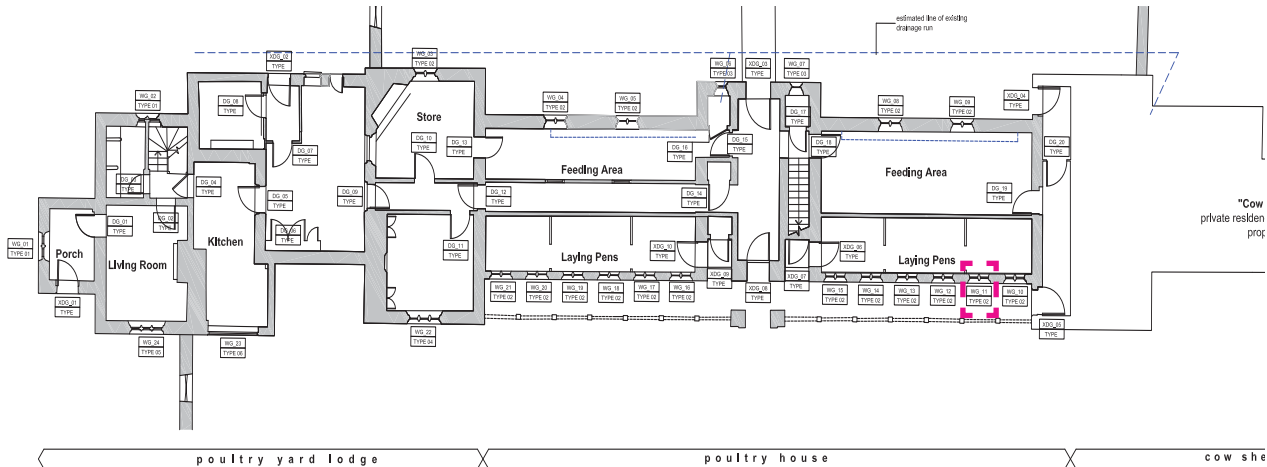 estimated line of existing
drainage run
XDG_02
TYPE
WG_03
TYPE 02
XDG_03
TYPE
WG_07
TYPE 03
TYPE 03
WG_02
TYPE 01
DG_08
TYPE
WG_04
TYPE 02
WG_05
TYPE 02
WG_08
TYPE 02
WG_09
TYPE 02
XDG_04
TYPE
DG_17
TYPE
Store
DG_10
TYPE
DG_13
TYPE
DG_15
TYPE
DG_16
TYPE
DG_18
TYPE
DG_20
TYPE
DG_07
TYPE
Feeding Area
Feeding Area
TYPE
DG_04
TYPE
DG_05
TYPE
DG_09
TYPE
DG_12
TYPE
DG_14
TYPE
DG_19
TYPE
"Cow
private residen
prop
DG_01
TYPE
DG_02
TYPE
DG_06
TYPE
DG_11
TYPE
XDG_10
TYPE
XDG_06
TYPE
WG_01
TYPE 01
Porch
Living Room
Kitchen
Laying Pens
Laying Pens
XDG_09
TYPE
XDG_07
TYPE
XDG_01
TYPE
WG_21
TYPE 02
WG_20
TYPE 02
WG_19
TYPE 02
WG_18
TYPE 02
WG_17
TYPE 02
WG_16
TYPE 02
XDG_08
TYPE
WG_15
TYPE 02
WG_14
TYPE 02
WG_13
TYPE 02
WG_12
TYPE 02
WG_11
TYPE 02
WG_10
TYPE 02
XDG_05
TYPE
WG_24
TYPE 05
WG_23
TYPE 06
WG_22
TYPE 04
poultry yard lodge
poultry house
cow she